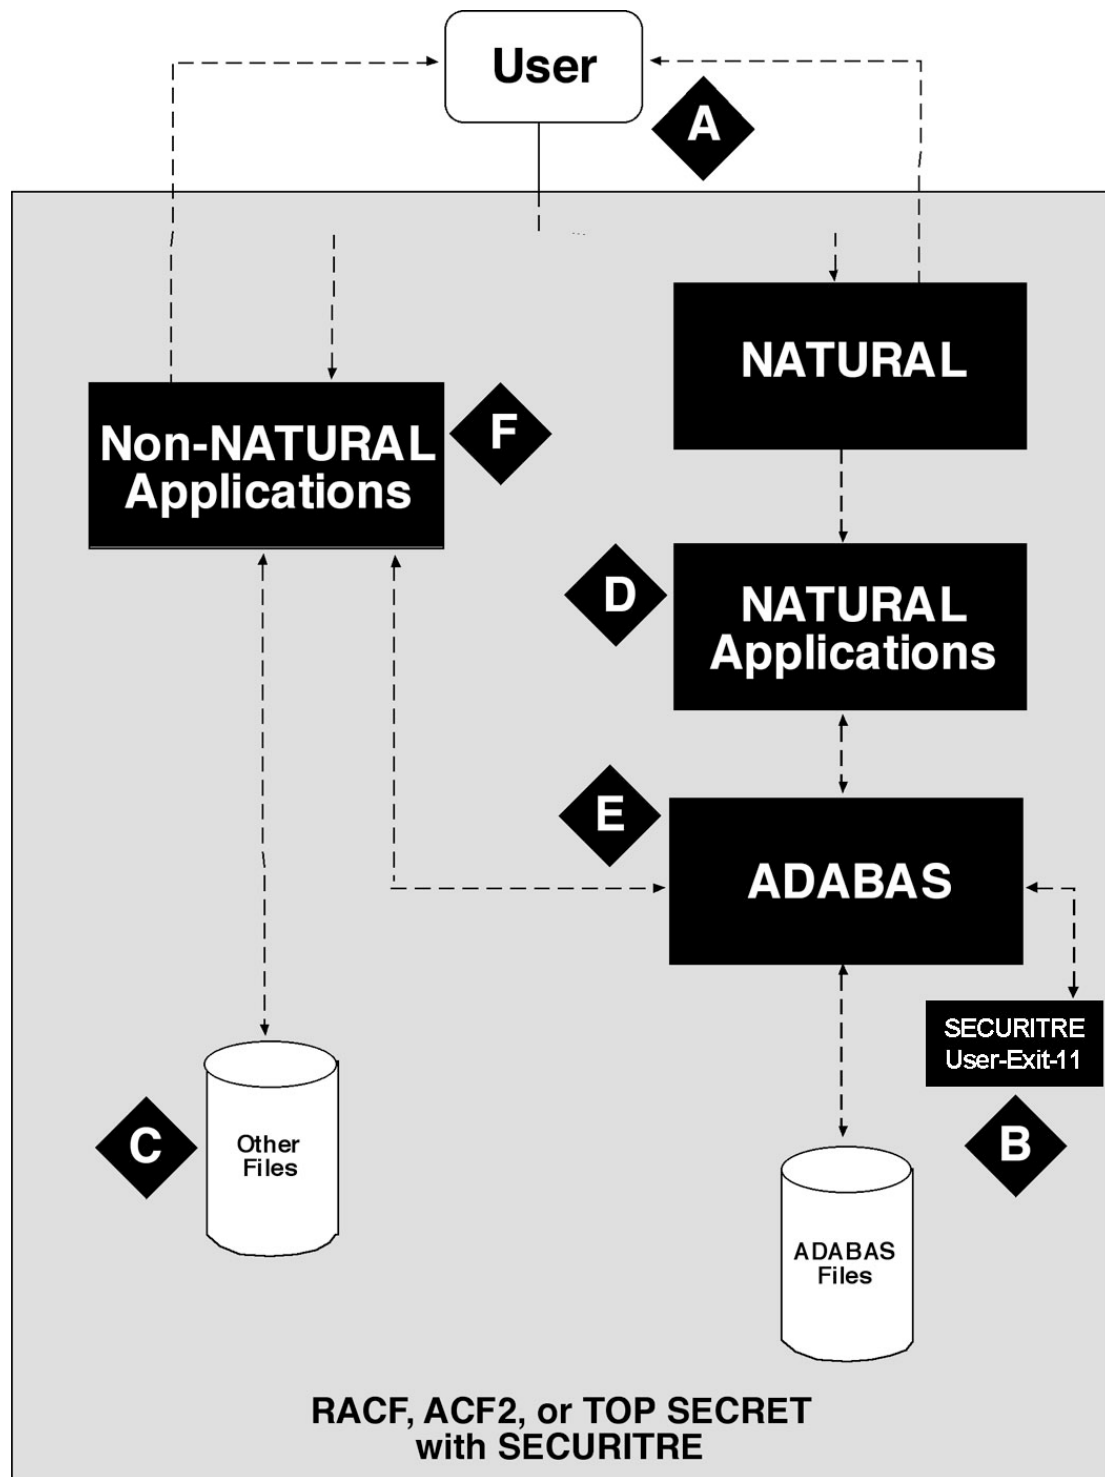 User
A
NATURAL
Non-NATURAL
Applications
F
D
NATURAL
Applications
E
ADABAS
SECURITRE
User-Exit-11
B
C
Other
Files
ADABAS
Files
RACF, ACF2, or TOP SECRET
with SECURITRE